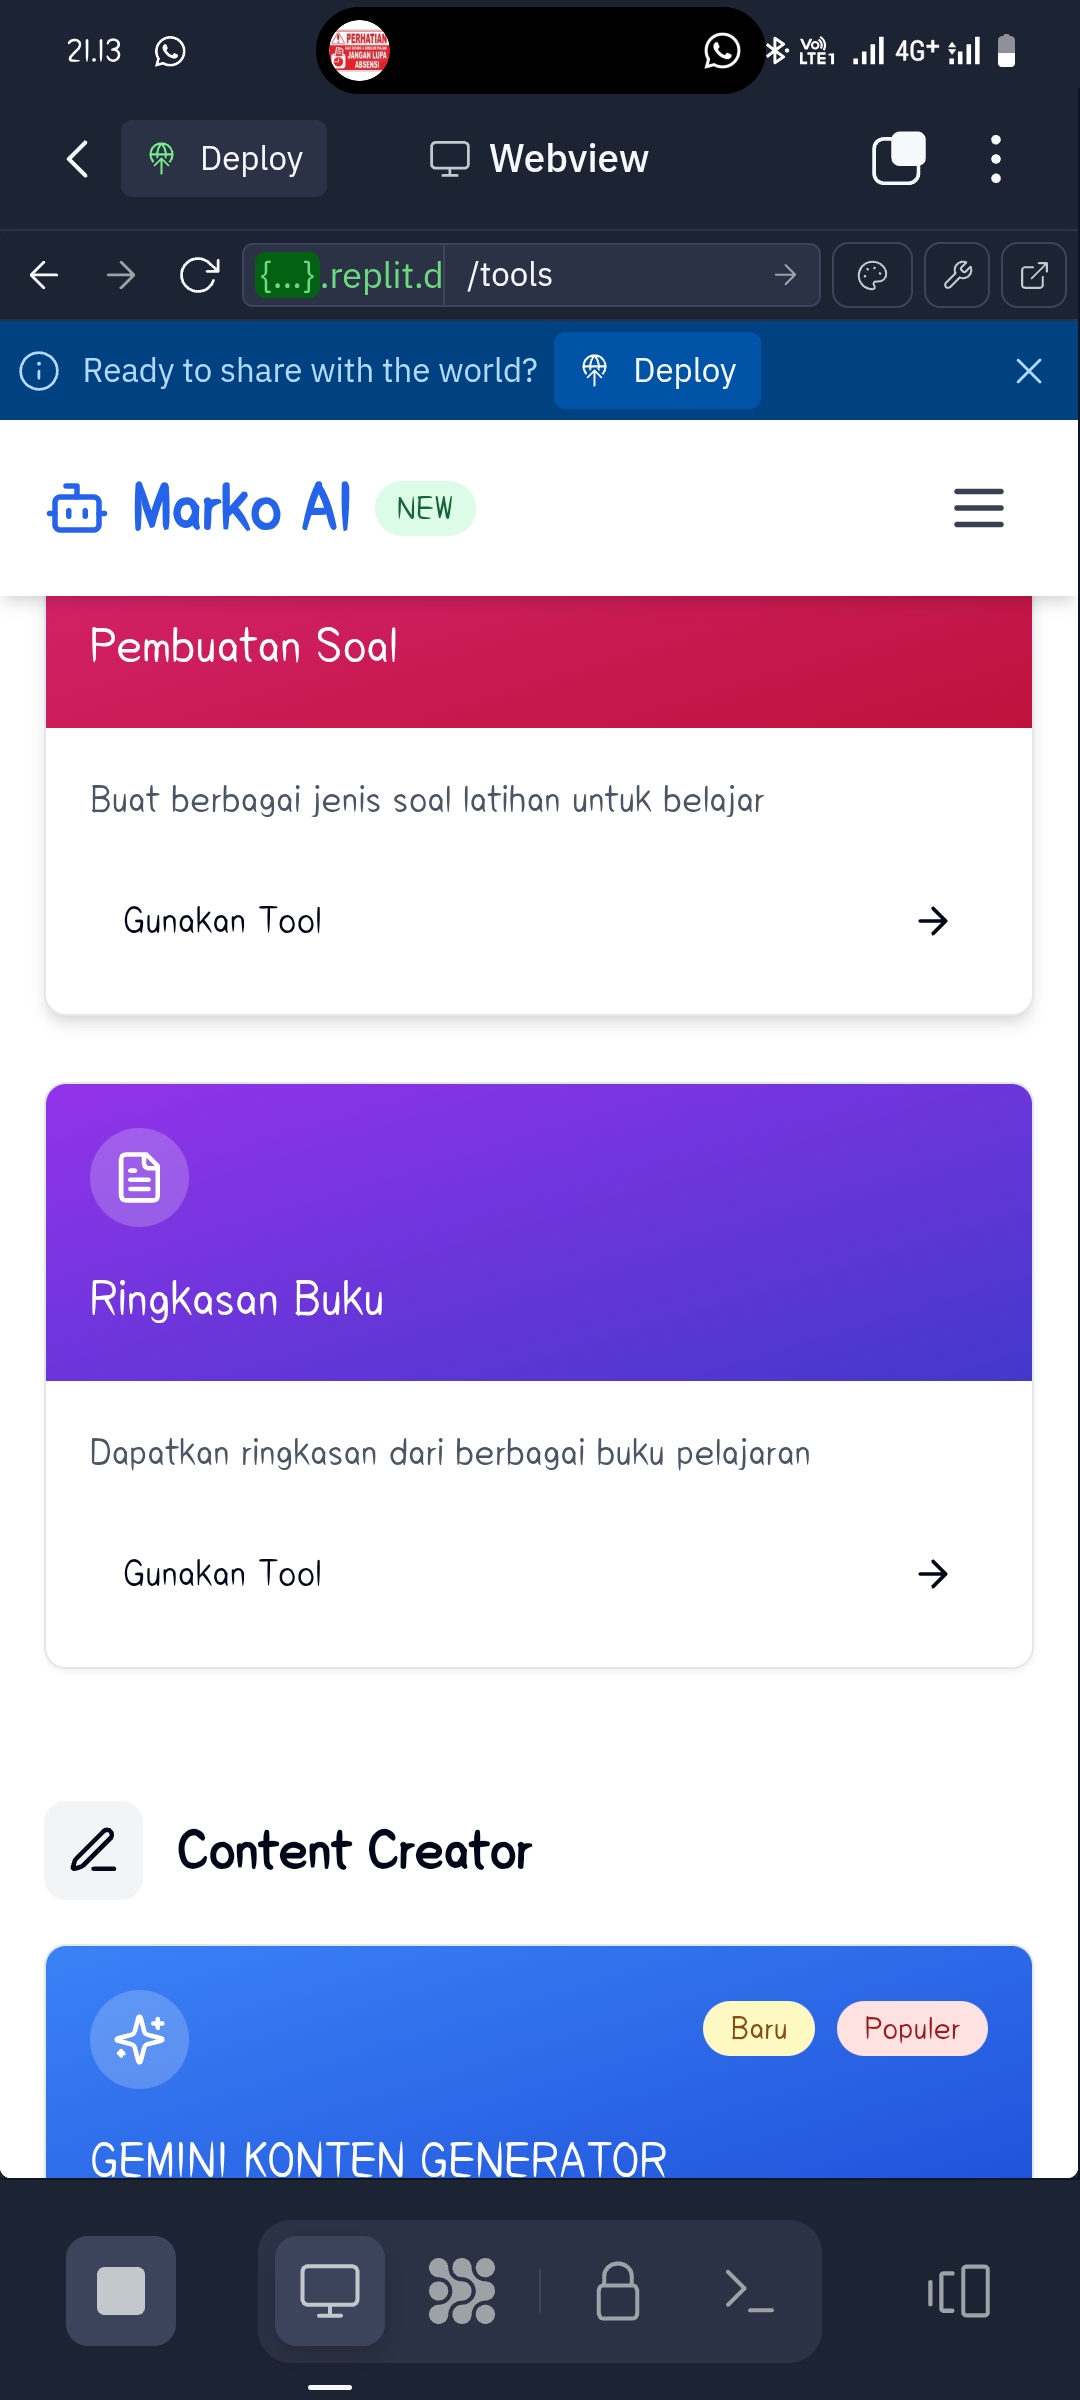 21.13
PERHATIAN
JANGAN LUPA
ABSENSI
Vo))
LTE1
4G+
Deploy
Webview
{...}.replit.d
/tools
Ready to share with the world?
Deploy
Marko AI
NEW
Pembuatan Soal
Buat berbagai jenis soal latihan untuk belajar
Gunakan Tool
Ringkasan Buku
Dapatkan ringkasan dari berbagai buku pelajaran
Gunakan Tool
Content Creator
Baru
Populer
GEMINI KONTEN GENERATOR